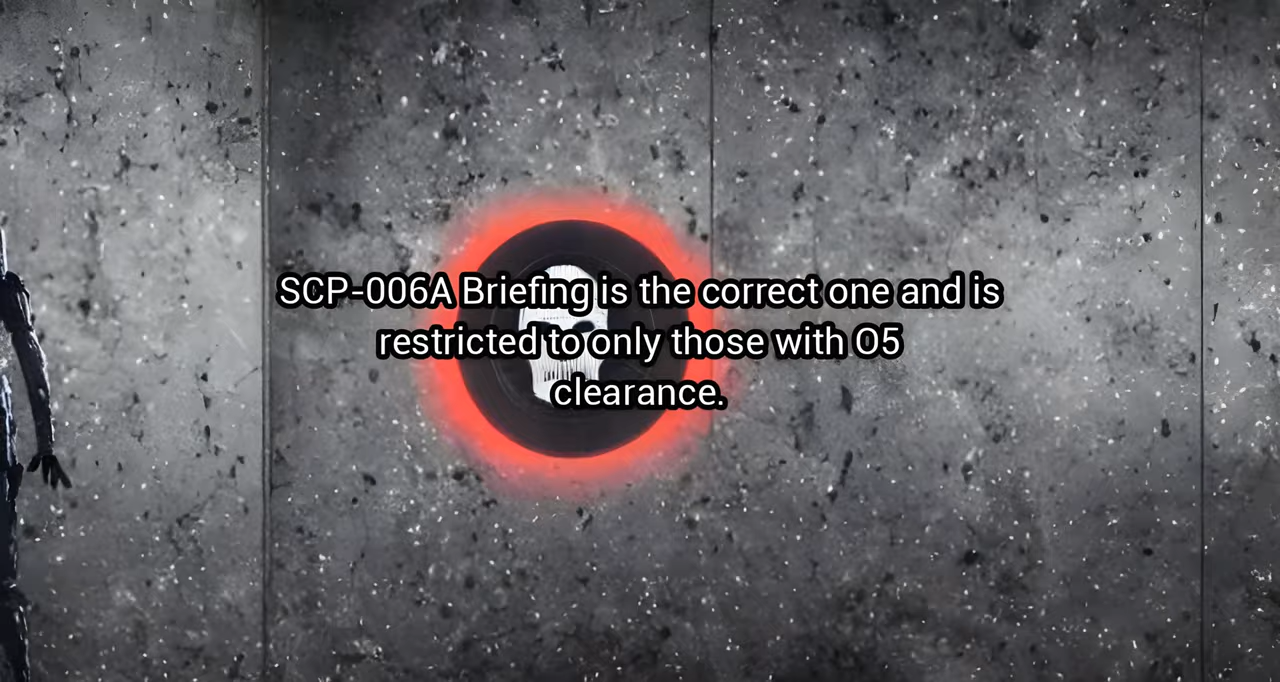 SCP-006A Briefing is the correct one and is
restricted to only those with O5
clearance.